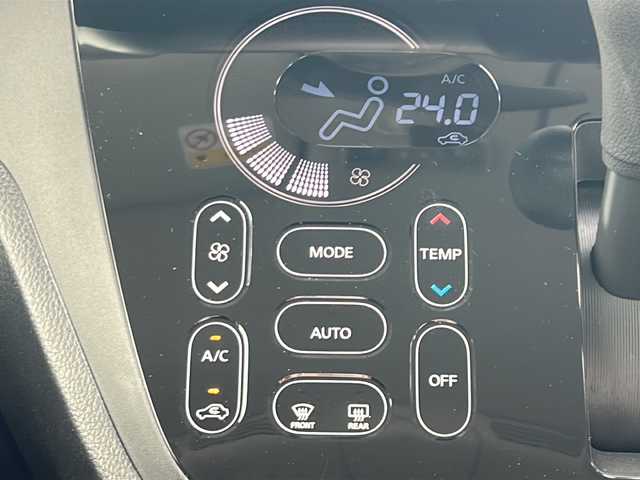 A/C
24.0
MODE
TEMP
AUTO
A/C
OFF
FRONT
REAR